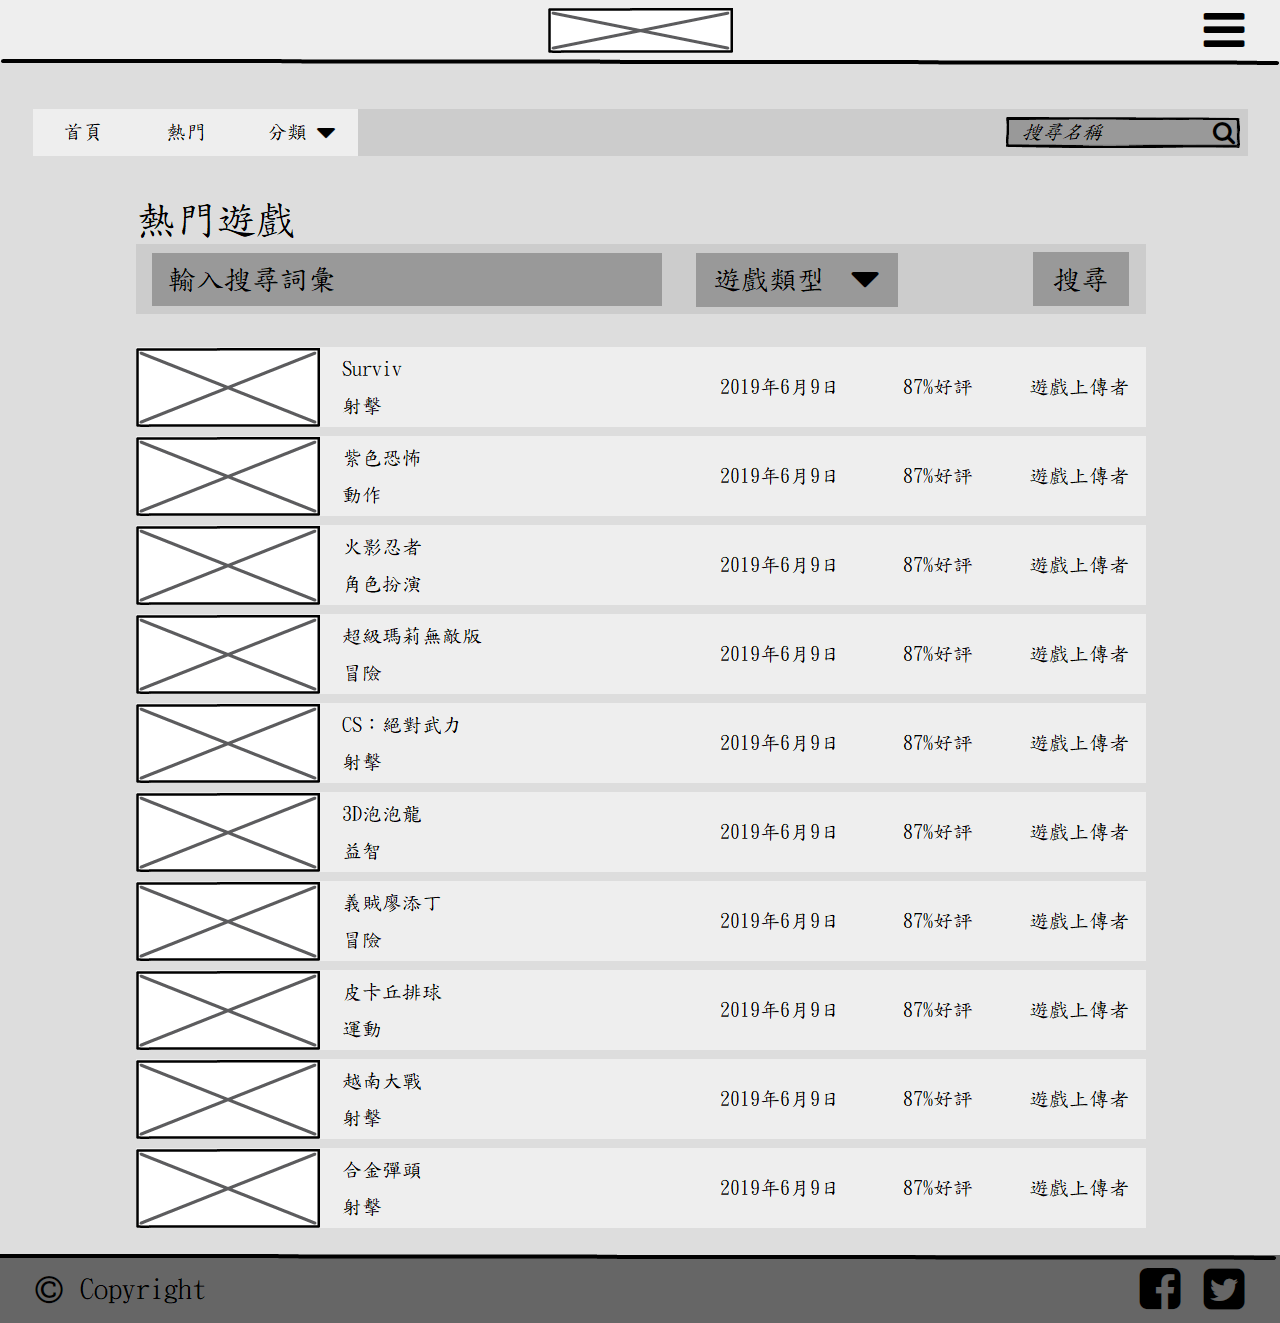 首頁 熱門 分類 搜尋名稱
熱門遊戲
輸入搜尋詞彙 遊戲類型 搜尋
Surviv
射擊
2019年6月9日 87%好評 遊戲上傳者
紫色恐怖
動作
2019年6月9日 87%好評 遊戲上傳者
火影忍者
角色扮演
2019年6月9日 87%好評 遊戲上傳者
超級瑪莉無敵版
冒險
2019年6月9日 87%好評 遊戲上傳者
CS：絕對武力
射擊
2019年6月9日 87%好評 遊戲上傳者
3D泡泡龍
益智
2019年6月9日 87%好評 遊戲上傳者
義賊廖添丁
冒險
2019年6月9日 87%好評 遊戲上傳者
皮卡丘排球
運動
2019年6月9日 87%好評 遊戲上傳者
越南大戰
射擊
2019年6月9日 87%好評 遊戲上傳者
合金彈頭
射擊
2019年6月9日 87%好評 遊戲上傳者
© Copyright